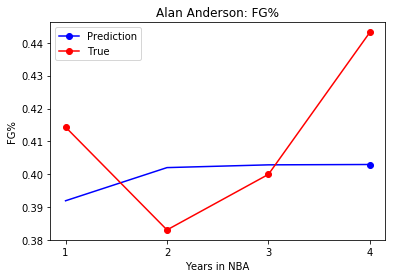 Alan Anderson: FG%
Prediction
True
FG%
0.44
0.43
0.42
0.41
0.40
0.39
0.38
1 2 3 4
Years in NBA